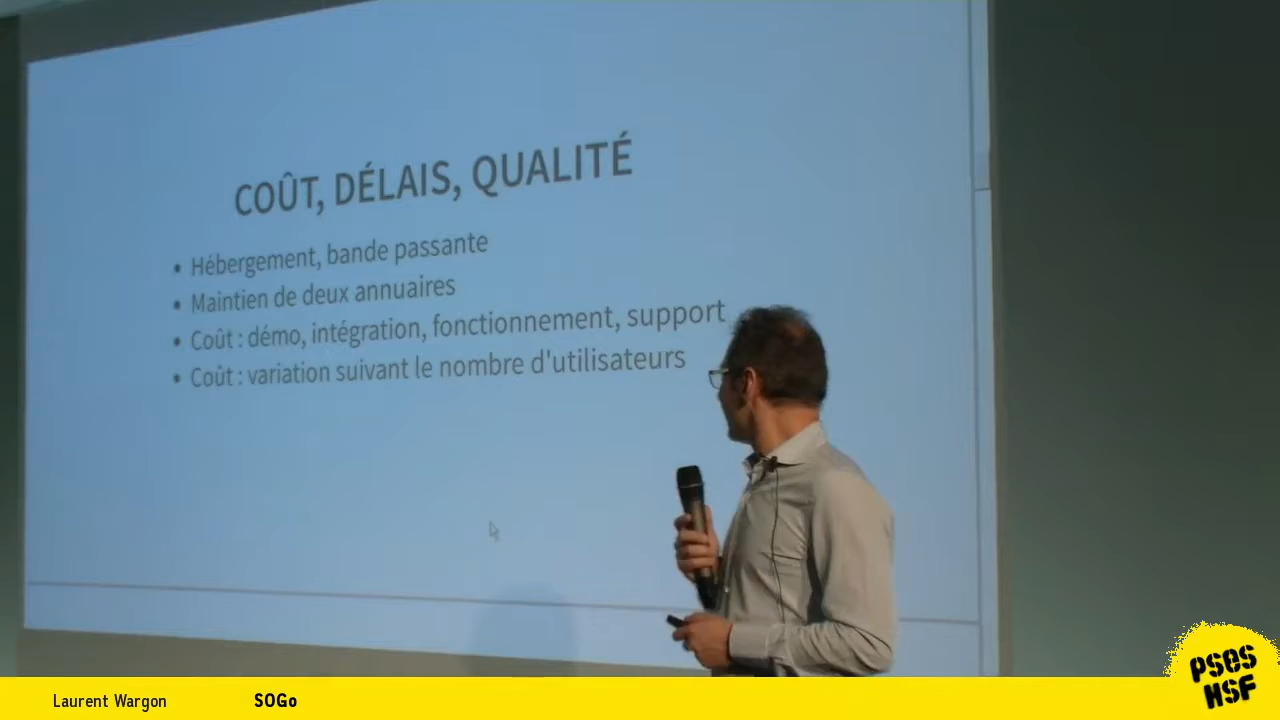 COÛT, DÉLAIS, QUALITÉ
• Hébergement, bande passante
• Maintien de deux annuaires
• Coût : démo, intégration, fonctionnement, support
• Coût : variation suivant le nombre d'utilisateurs
Laurent Wargon SOGo
PSES
HSF